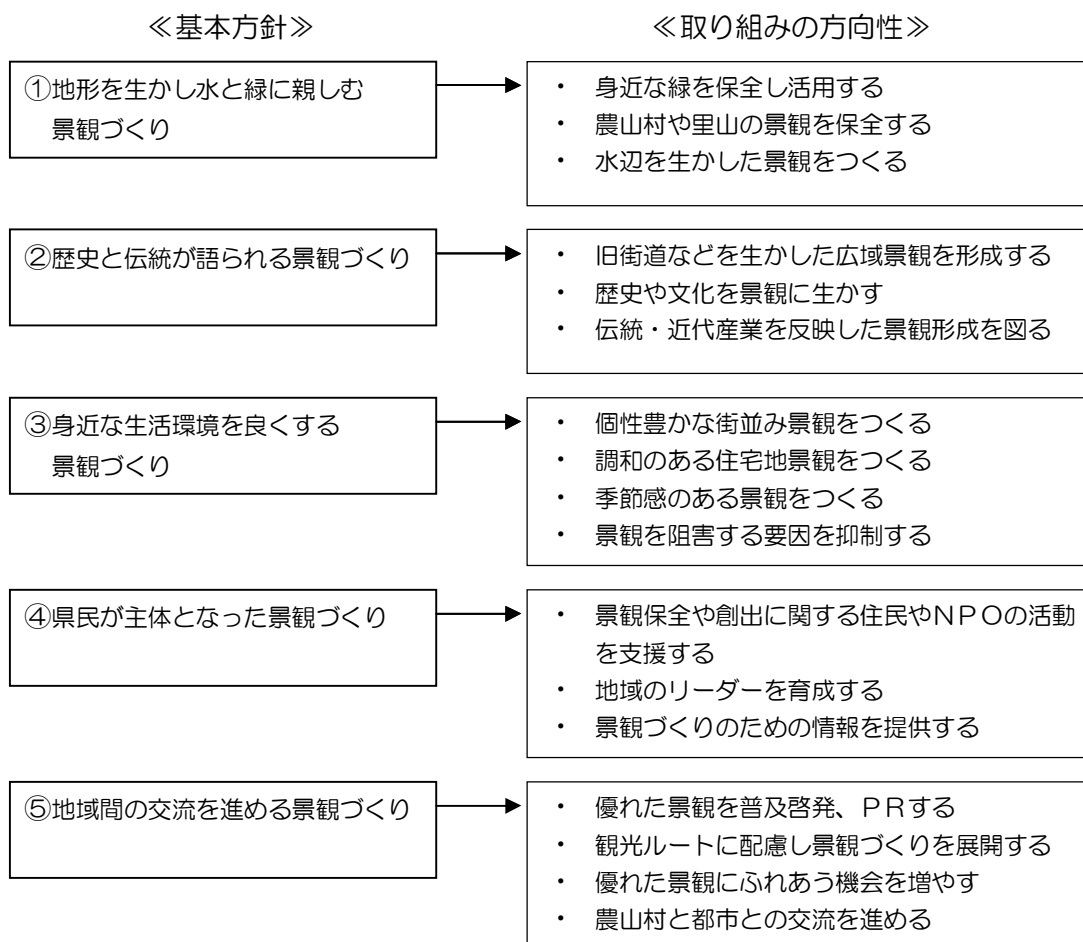 ≪基本方針≫
≪取り組みの方向性≫
①地形を生かし水と緑に親しむ
景観づくり
・ 身近な緑を保全し活用する
・ 農山村や里山の景観を保全する
・ 水辺を生かした景観をつくる
②歴史と伝統が語られる景観づくり
・ 旧街道などを生かした広域景観を形成する
・ 歴史や文化を景観に生かす
・ 伝統・近代産業を反映した景観形成を図る
③身近な生活環境を良くする
景観づくり
・ 個性豊かな街並み景観をつくる
・ 調和のある住宅地景観をつくる
・ 季節感のある景観をつくる
・ 景観を阻害する要因を抑制する
④県民が主体となった景観づくり
・ 景観保全や創出に関する住民やNPOの活動
を支援する
・ 地域のリーダーを育成する
・ 景観づくりのための情報を提供する
⑤地域間の交流を進める景観づくり
・ 優れた景観を普及啓発、PRする
・ 観光ルートに配慮し景観づくりを展開する
・ 優れた景観にふれあう機会を増やす
・ 農山村と都市との交流を進める